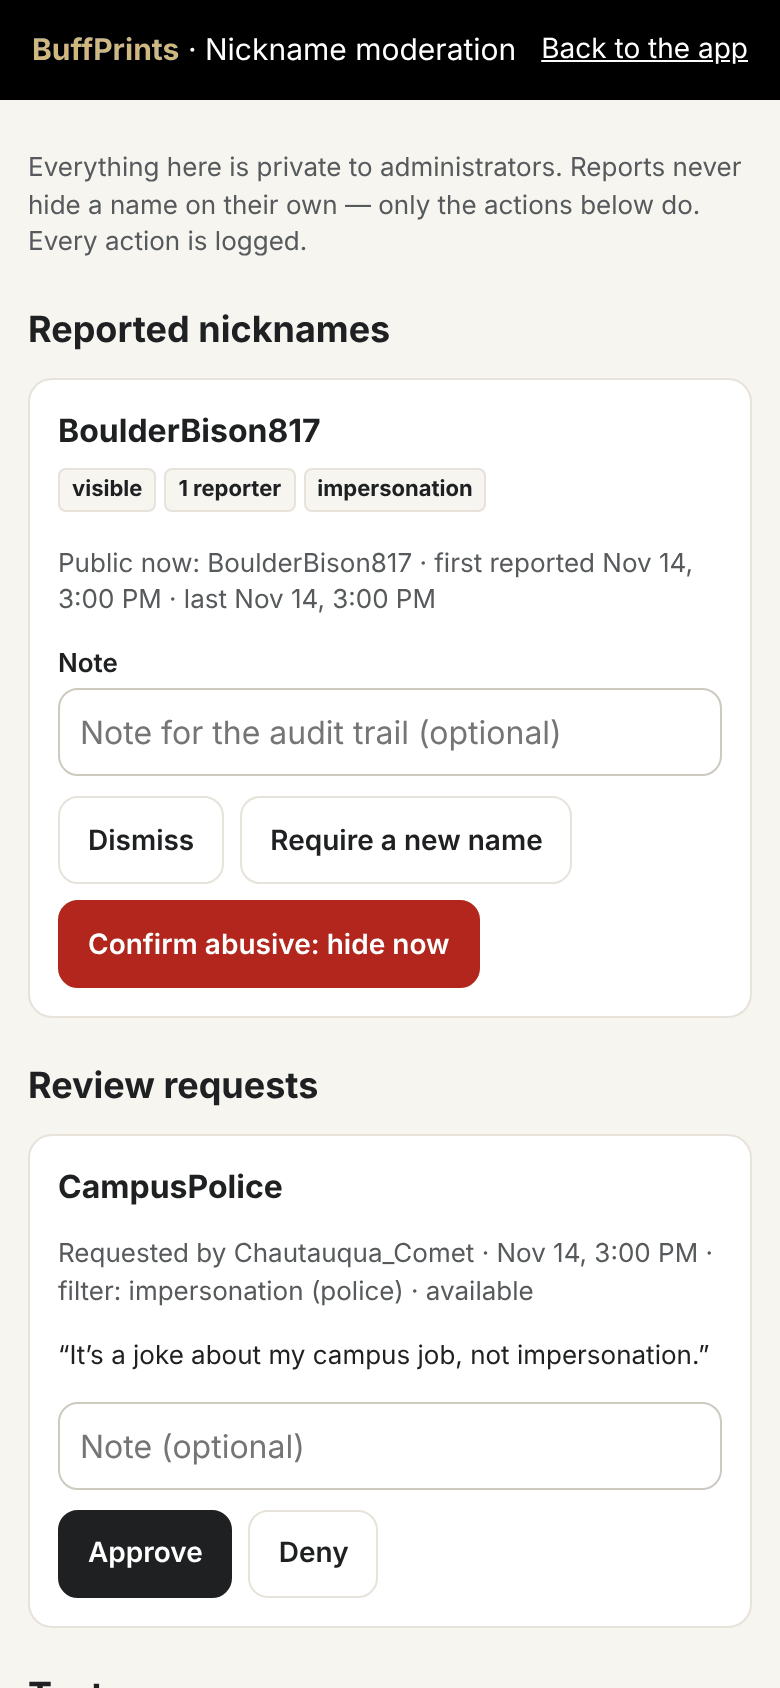 BuffPrints · Nickname moderation Back to the app
Everything here is private to administrators. Reports never
hide a name on their own — only the actions below do.
Every action is logged.
Reported nicknames
BoulderBison817
visible 1 reporter impersonation
Public now: BoulderBison817 · first reported Nov 14,
3:00 PM · last Nov 14, 3:00 PM
Note
Note for the audit trail (optional)
Dismiss Require a new name
Confirm abusive: hide now
Review requests
CampusPolice
Requested by Chautauqua_Comet · Nov 14, 3:00 PM ·
filter: impersonation (police) · available
“It’s a joke about my campus job, not impersonation.”
Note (optional)
Approve Deny